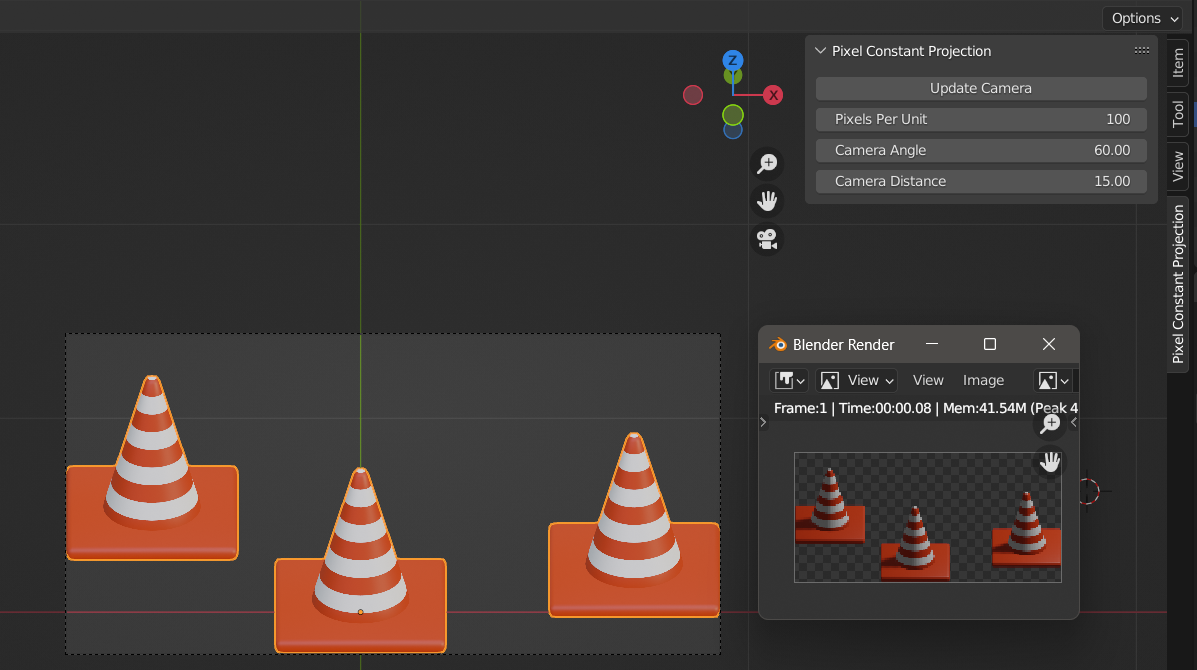 Options
Pixel Constant Projection
Z
X
Update Camera
Pixels Per Unit 100
Camera Angle 60.00
Camera Distance 15.00
Item
Tool
View
Pixel Constant Projection
Blender Render
View View Image
Frame:1 | Time:00:00.08 | Mem:41.54M (Peak 4